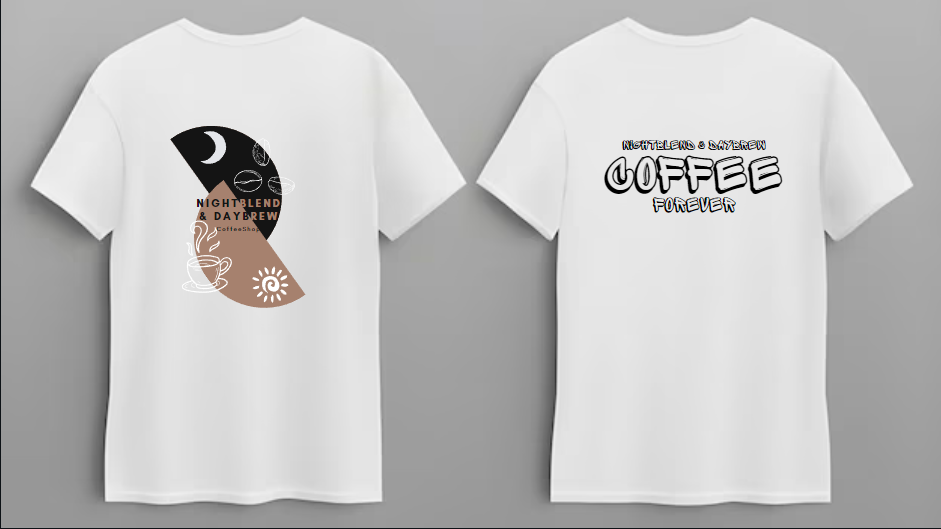 NIGHTBLEND
& DAYBREW
CoffeeShop
NIGHTBLEND & DAYBREW
COFFEE
FOREVER